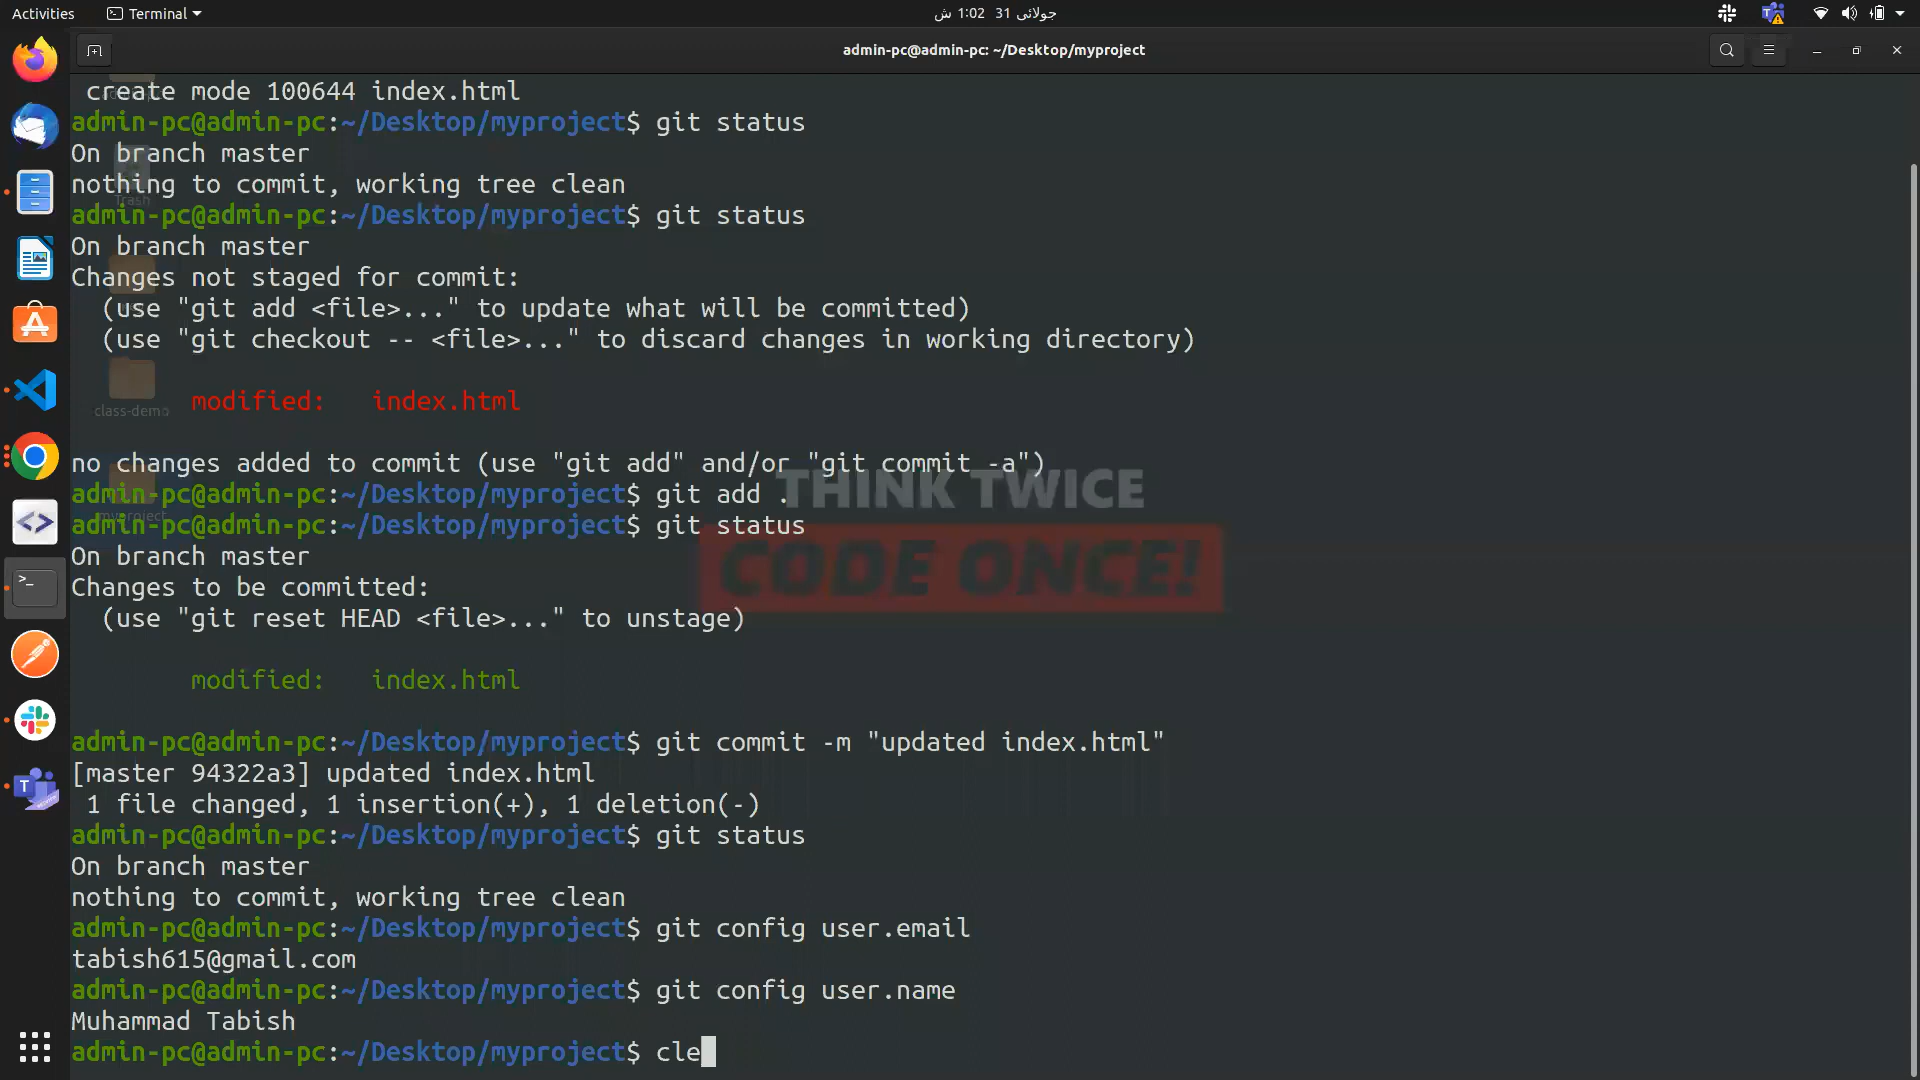 Activities
Terminal
جولائی 31 1:02 ش
admin-pc@admin-pc: ~/Desktop/myproject
create mode 100644 index.html
admin-pc@admin-pc:~/Desktop/myproject$ git status
On branch master
nothing to commit, working tree clean
Trash
admin-pc@admin-pc:~/Desktop/myproject$ git status
On branch master
Changes not staged for commit:
(use "git add <file>..." to update what will be committed)
(use "git checkout -- <file>..." to discard changes in working directory)
modified: index.html
class-demo
no changes added to commit (use "git add" and/or "git commit -a")
THINK TWICE
admin-pc@admin-pc:~/Desktop/myproject$ git add .
myproject
admin-pc@admin-pc:~/Desktop/myproject$ git status
CODE ONCE!
On branch master
Changes to be committed:
(use "git reset HEAD <file>..." to unstage)
modified: index.html
admin-pc@admin-pc:~/Desktop/myproject$ git commit -m "updated index.html"
[master 94322a3] updated index.html
1 file changed, 1 insertion(+), 1 deletion(-)
admin-pc@admin-pc:~/Desktop/myproject$ git status
On branch master
nothing to commit, working tree clean
admin-pc@admin-pc:~/Desktop/myproject$ git config user.email
tabish615@gmail.com
admin-pc@admin-pc:~/Desktop/myproject$ git config user.name
Muhammad Tabish
admin-pc@admin-pc:~/Desktop/myproject$ cle